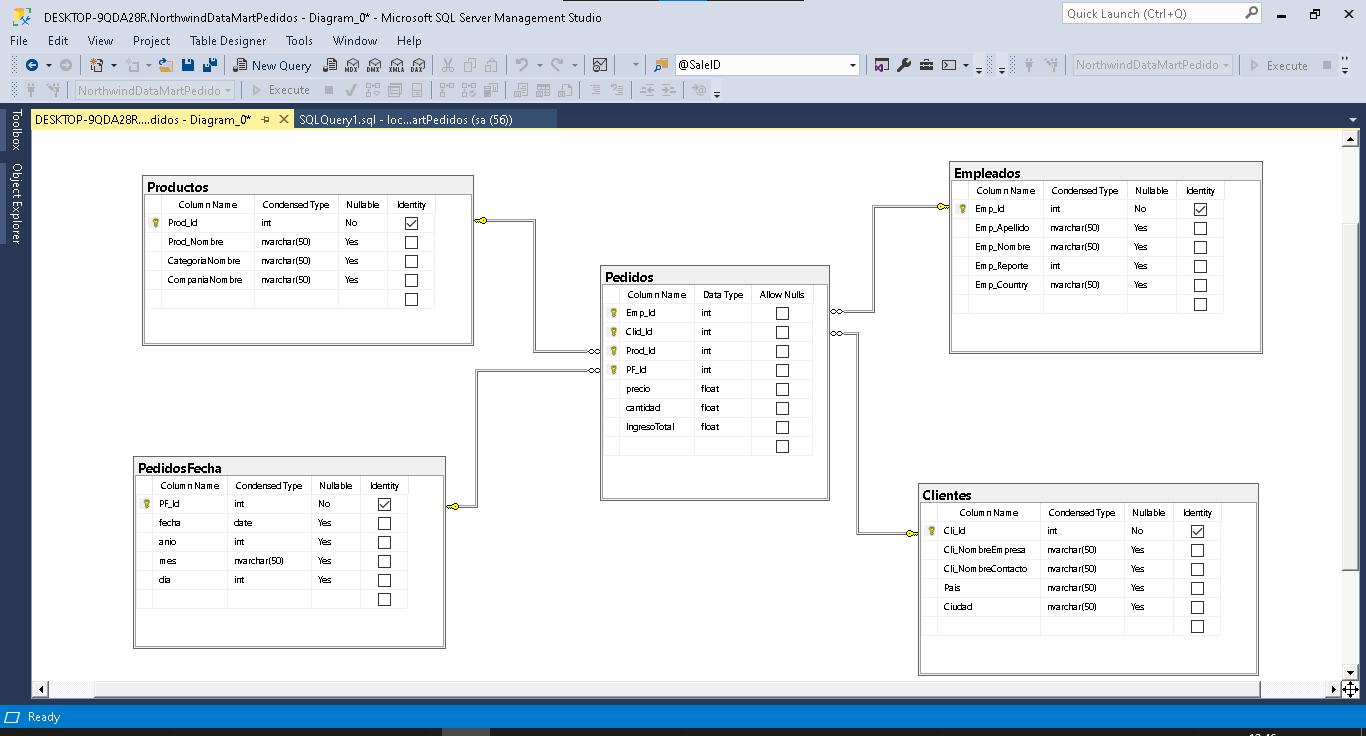 DESKTOP-9QDA28R.NorthwindDataMartPedidos - Diagram_0* - Microsoft SQL Server Management Studio
Quick Launch (Ctrl+Q)
File Edit View Project Table Designer Tools Window Help
New Query MDX DMX XMLA DAX @SaleID NorthwindDataMartPedidos Execute
NorthwindDataMartPedido Execute
DESKTOP-9QDA28R....didos - Diagram_0* SQLQuery1.sql - loc...artPedidos (sa (56))
Toolbox
Object Explorer
Productos
Column Name Condensed Type Nullable Identity
Prod_Id int No
Prod_Nombre nvarchar(50) Yes
CategoriaNombre nvarchar(50) Yes
CompaniaNombre nvarchar(50) Yes
Empleados
Column Name Condensed Type Nullable Identity
Emp_Id int No
Emp_Apellido nvarchar(50) Yes
Emp_Nombre nvarchar(50) Yes
Emp_Reporte int Yes
Emp_Country nvarchar(50) Yes
Pedidos
Column Name Data Type Allow Nulls
Emp_Id int
Clid_Id int
Prod_Id int
PF_Id int
precio float
cantidad float
IngresoTotal float
PedidosFecha
Column Name Condensed Type Nullable Identity
PF_Id int No
fecha date Yes
anio int Yes
mes nvarchar(50) Yes
dia int Yes
Clientes
Column Name Condensed Type Nullable Identity
Cli_Id int No
Cli_NombreEmpresa nvarchar(50) Yes
Cli_NombreContacto nvarchar(50) Yes
Pais nvarchar(50) Yes
Ciudad nvarchar(50) Yes
Ready